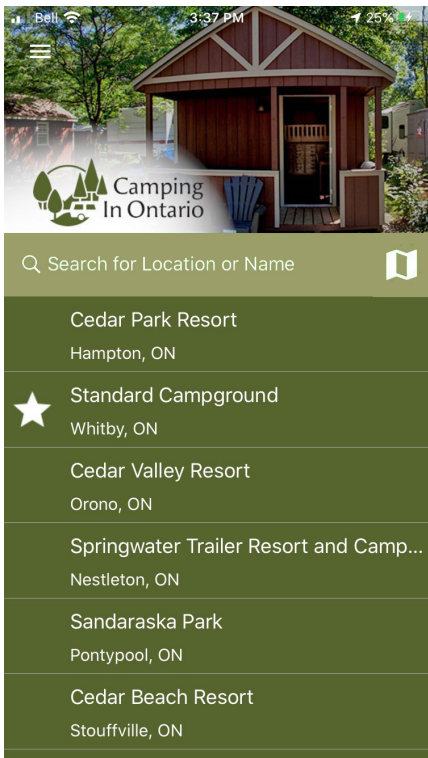 Bell
3:37 PM
25%
Camping
In Ontario
Search for Location or Name
Cedar Park Resort
Hampton, ON
Standard Campground
Whitby, ON
Cedar Valley Resort
Orono, ON
Springwater Trailer Resort and Camp...
Nestleton, ON
Sandaraska Park
Pontypool, ON
Cedar Beach Resort
Stouffville, ON